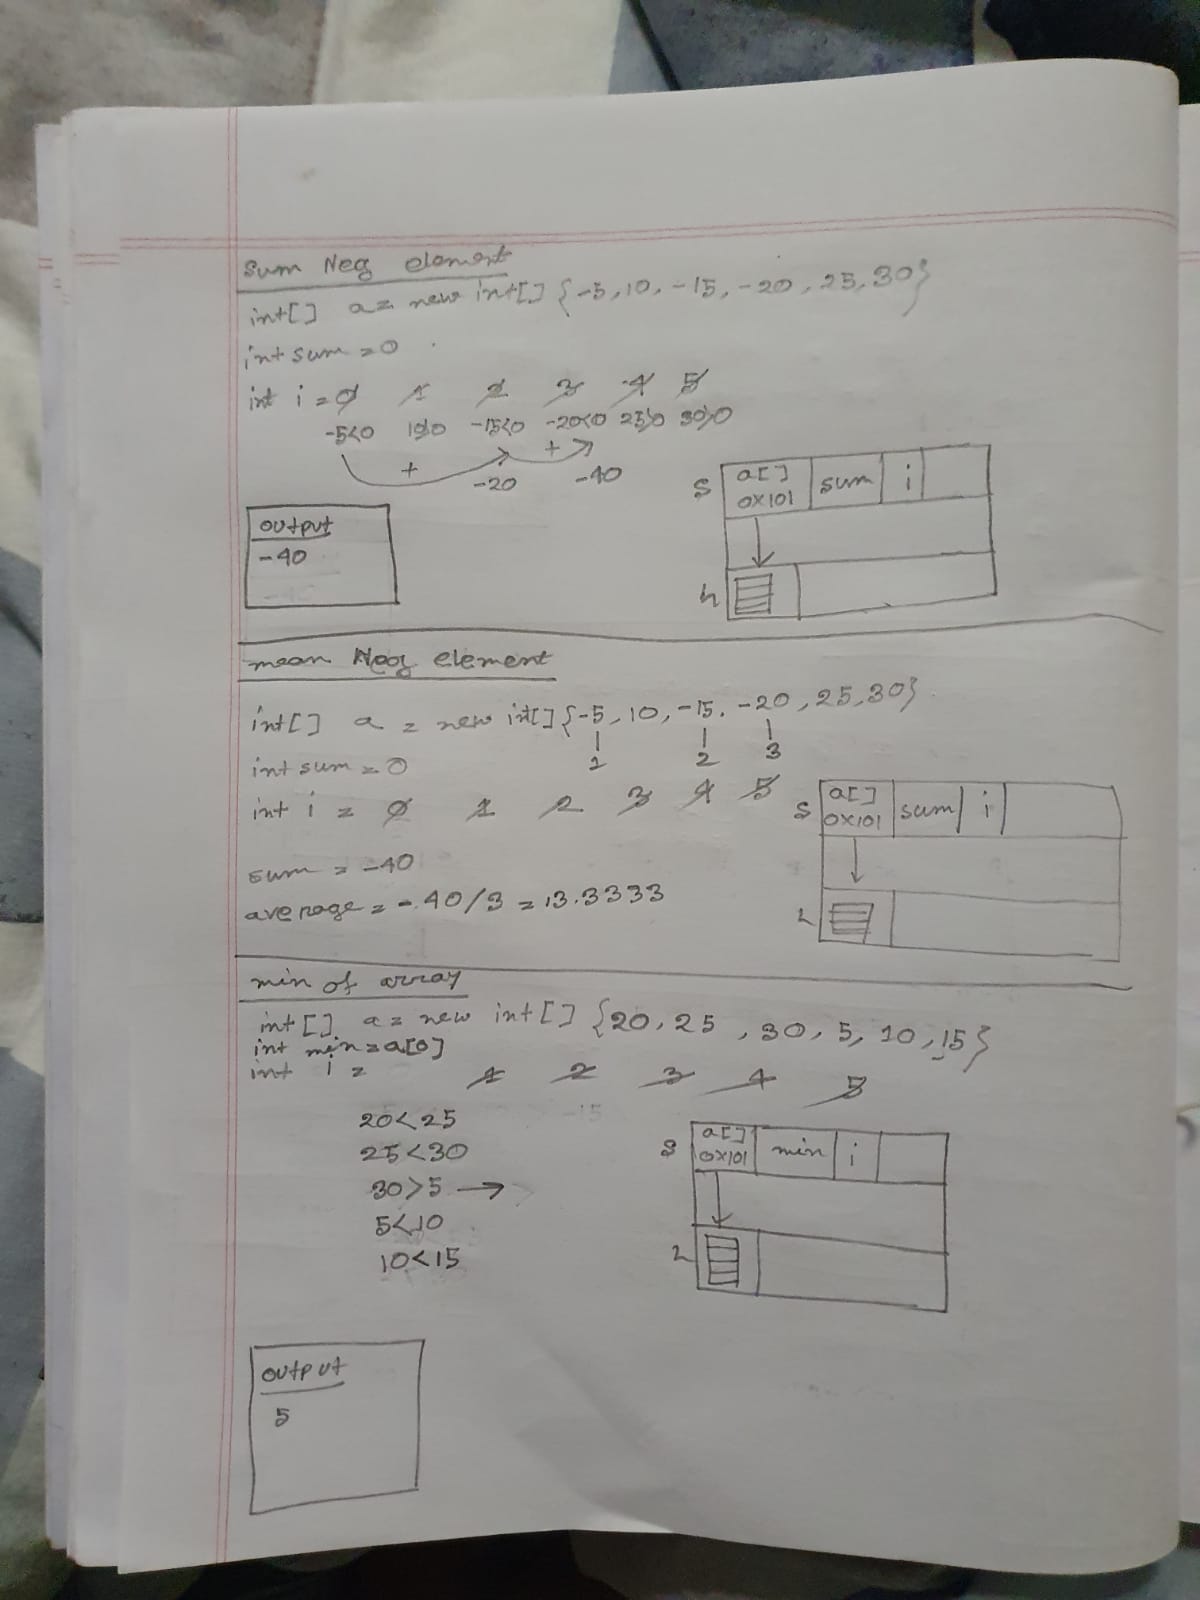 Sum Neg element
int[] a = new int[] {-5, 10, -15, -20, 25, 30}
int sum = 0
int i = 0 1 2 3 4 5
-5<0 10>0 -15<0 -20<0 25>0 30>0
+ +
-20 -40
output
-40
s a[] sum i
0x101
h
mean Neg element
int[] a = new int[] {-5, 10, -15, -20, 25, 30}
1 2 3
int sum = 0
int i = 0 1 2 3 4 5
sum = -40
average = -40/3 = 13.3333
s a[] sum i
0x101
h
min of array
int[] a = new int[] {20, 25, 30, 5, 10, 15}
int min = a[0]
int i = 1 2 3 4 5
20<25
25<30
30>5 →
5<10
10<15
s a[] min i
0x101
h
output
5